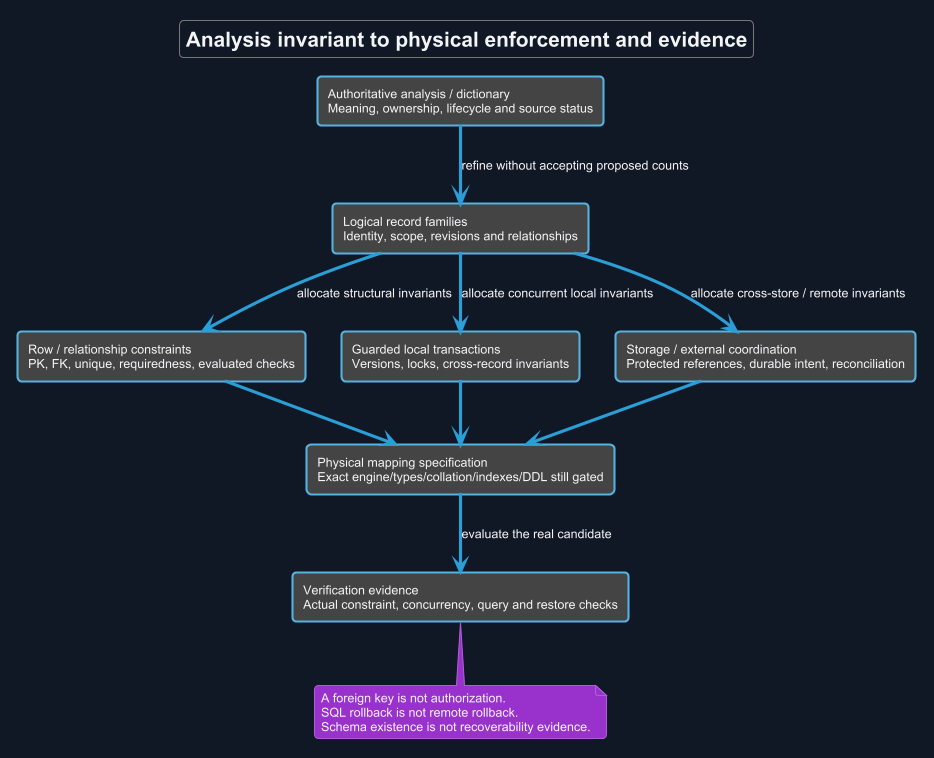 Analysis invariant to physical enforcement and evidence
Authoritative analysis / dictionary
Meaning, ownership, lifecycle and source status
refine without accepting proposed counts
Logical record families
Identity, scope, revisions and relationships
allocate structural invariants
allocate concurrent local invariants
allocate cross-store / remote invariants
Row / relationship constraints
PK, FK, unique, requiredness, evaluated checks
Guarded local transactions
Versions, locks, cross-record invariants
Storage / external coordination
Protected references, durable intent, reconciliation
Physical mapping specification
Exact engine/types/collation/indexes/DDL still gated
evaluate the real candidate
Verification evidence
Actual constraint, concurrency, query and restore checks
A foreign key is not authorization.
SQL rollback is not remote rollback.
Schema existence is not recoverability evidence.